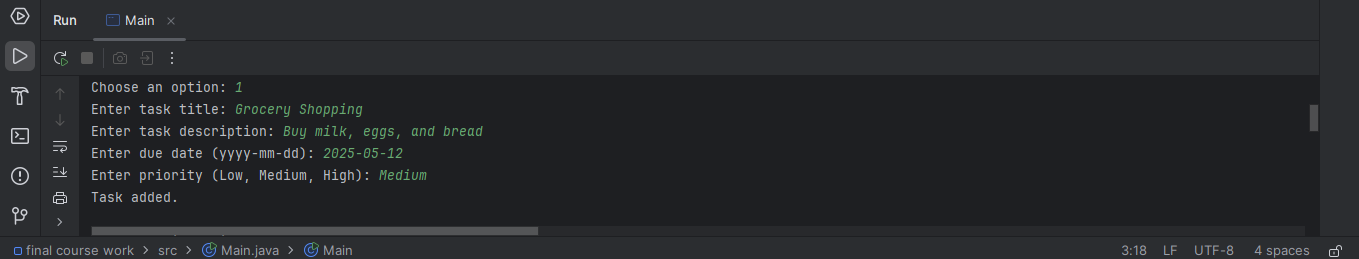 Run Main
Choose an option: 1
Enter task title: Grocery Shopping
Enter task description: Buy milk, eggs, and bread
Enter due date (yyyy-mm-dd): 2025-05-12
Enter priority (Low, Medium, High): Medium
Task added.
final course work > src > Main.java > Main 3:18 LF UTF-8 4 spaces